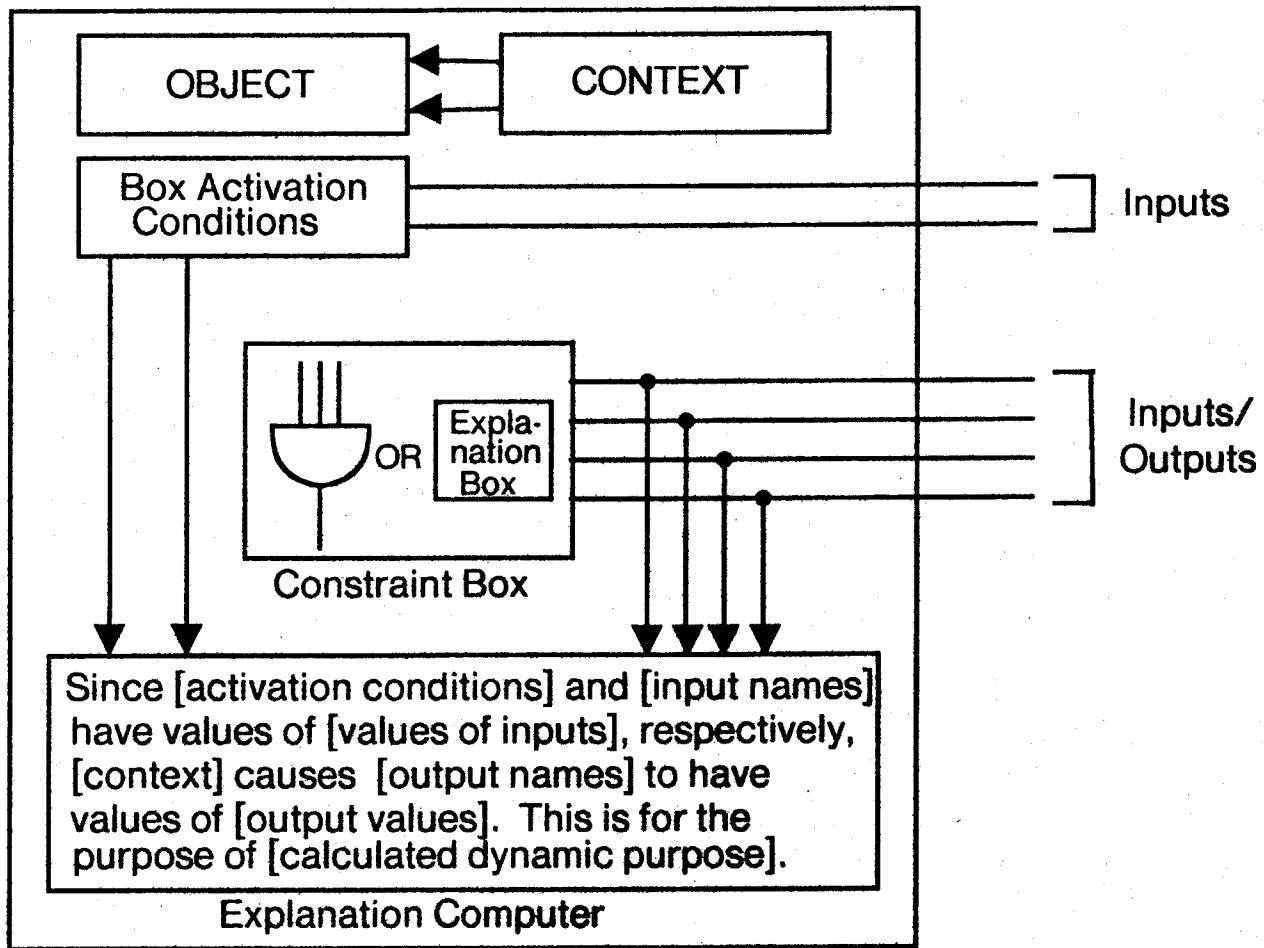 OBJECT
CONTEXT
Box Activation
Conditions
Inputs
OR
Expla-
nation
Box
Inputs/
Outputs
Constraint Box
Since [activation conditions] and [input names]
have values of [values of inputs], respectively,
[context] causes [output names] to have
values of [output values]. This is for the
purpose of [calculated dynamic purpose].
Explanation Computer